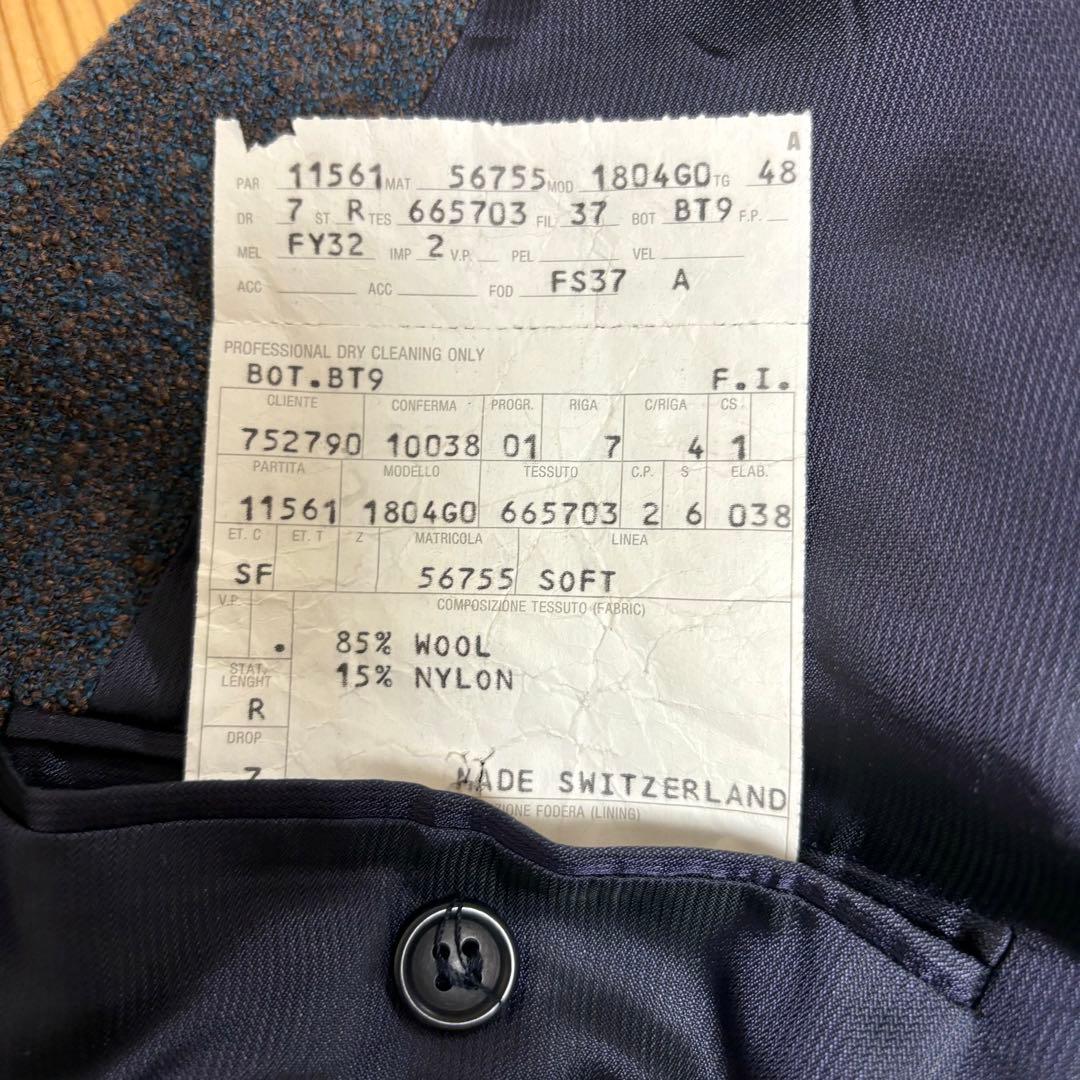 A
PAR 11561 MAT 56755 MOD 1804GO TG 48
DR 7 ST R TES 665703 FIL 37 BOT BT9 F.P.
MEL FY32 IMP 2 V.P. PEL VEL
ACC ACC FOD FS37 A
PROFESSIONAL DRY CLEANING ONLY
BOT.BT9 F.I.
CLIENTE CONFERMA PROGR. RIGA C/RIGA CS
752790 10038 01 7 4 1
PARTITA MODELLO TESSUTO C.P. S ELAB.
11561 1804GO 665703 2 6 038
ET. C ET. T Z MATRICOLA LINEA
SF 56755 SOFT
V.P. COMPOSIZIONE TESSUTO (FABRIC)
. 85% WOOL
STAT. 15% NYLON
LENGHT
R
DROP
MADE SWITZERLAND
ZIONE FODERA (LINING)